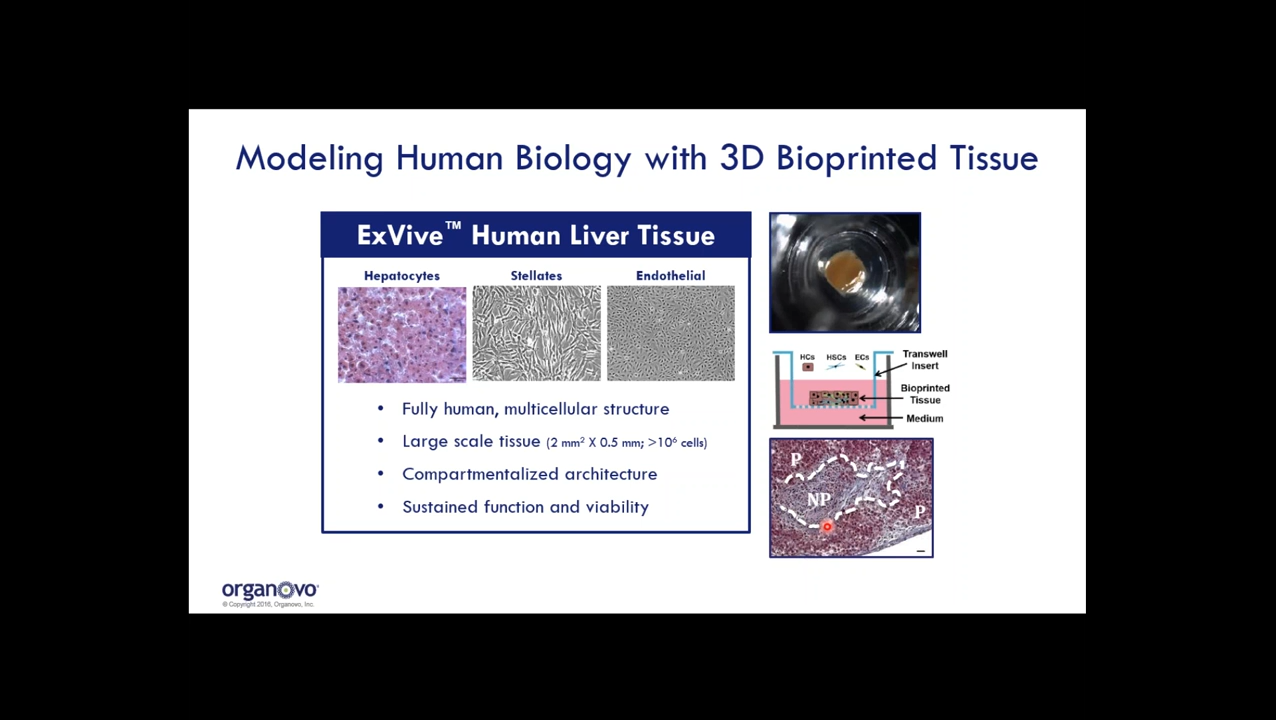 Modeling Human Biology with 3D Bioprinted Tissue
ExVive™ Human Liver Tissue
Hepatocytes
Stellates
Endothelial
• Fully human, multicellular structure
• Large scale tissue (2 mm² X 0.5 mm; >10⁶ cells)
• Compartmentalized architecture
• Sustained function and viability
HCs
HSCs
ECs
Transwell
Insert
Bioprinted
Tissue
Medium
P
NP
P
organovo
© Copyright 2016, Organovo, Inc.